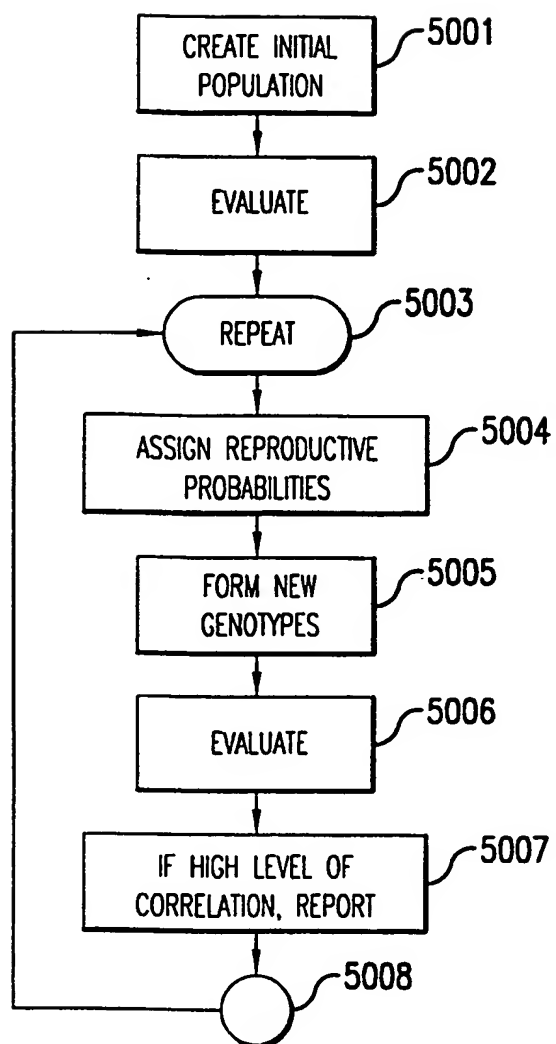 CREATE INITIAL
POPULATION
5001
EVALUATE
5002
REPEAT
5003
ASSIGN REPRODUCTIVE
PROBABILITIES
5004
FORM NEW
GENOTYPES
5005
EVALUATE
5006
IF HIGH LEVEL OF
CORRELATION, REPORT
5007
5008